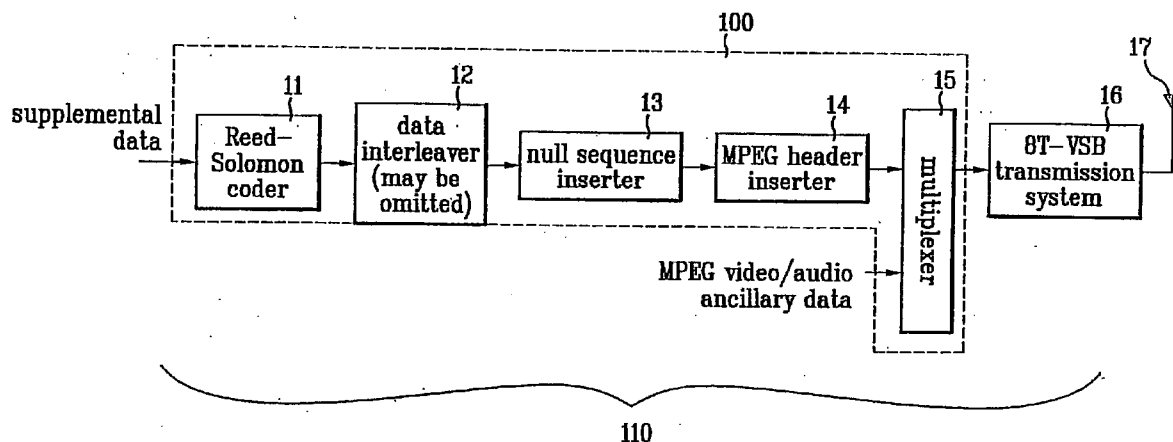 100
supplemental
data
11
Reed-
Solomon
coder
12
data
interleaver
(may be
omitted)
13
null sequence
inserter
14
MPEG header
inserter
15
multiplexer
16
8T-VSB
transmission
system
17
MPEG video/audio
ancillary data
110